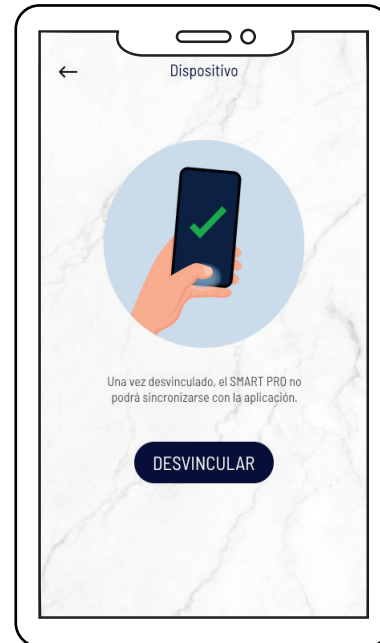 Dispositivo
Una vez desvinculado, el SMART PRO no
podrá sincronizarse con la aplicación.
DESVINCULAR